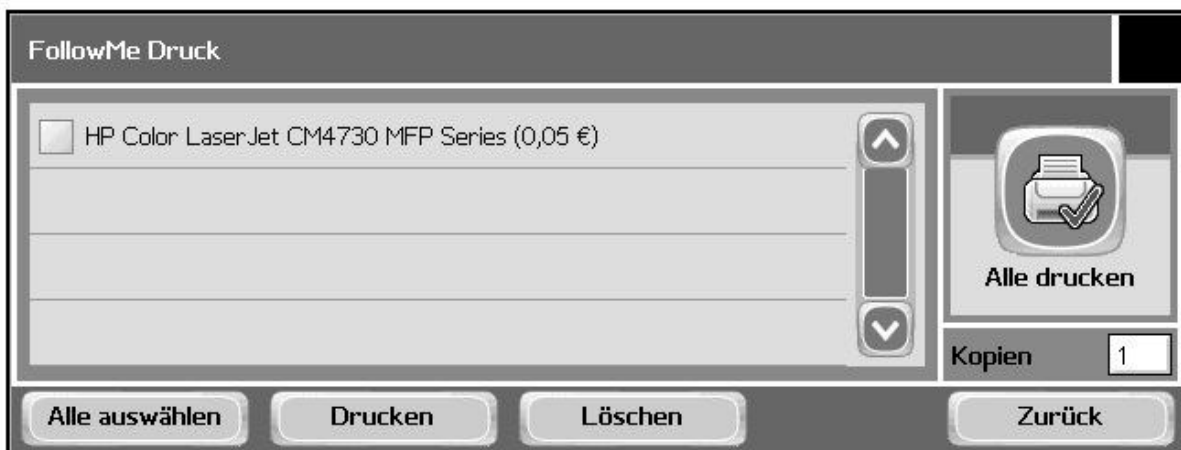 FollowMe Druck
HP Color LaserJet CM4730 MFP Series (0,05 €)
Alle drucken
Kopien 1
Alle auswählen Drucken Löschen Zurück